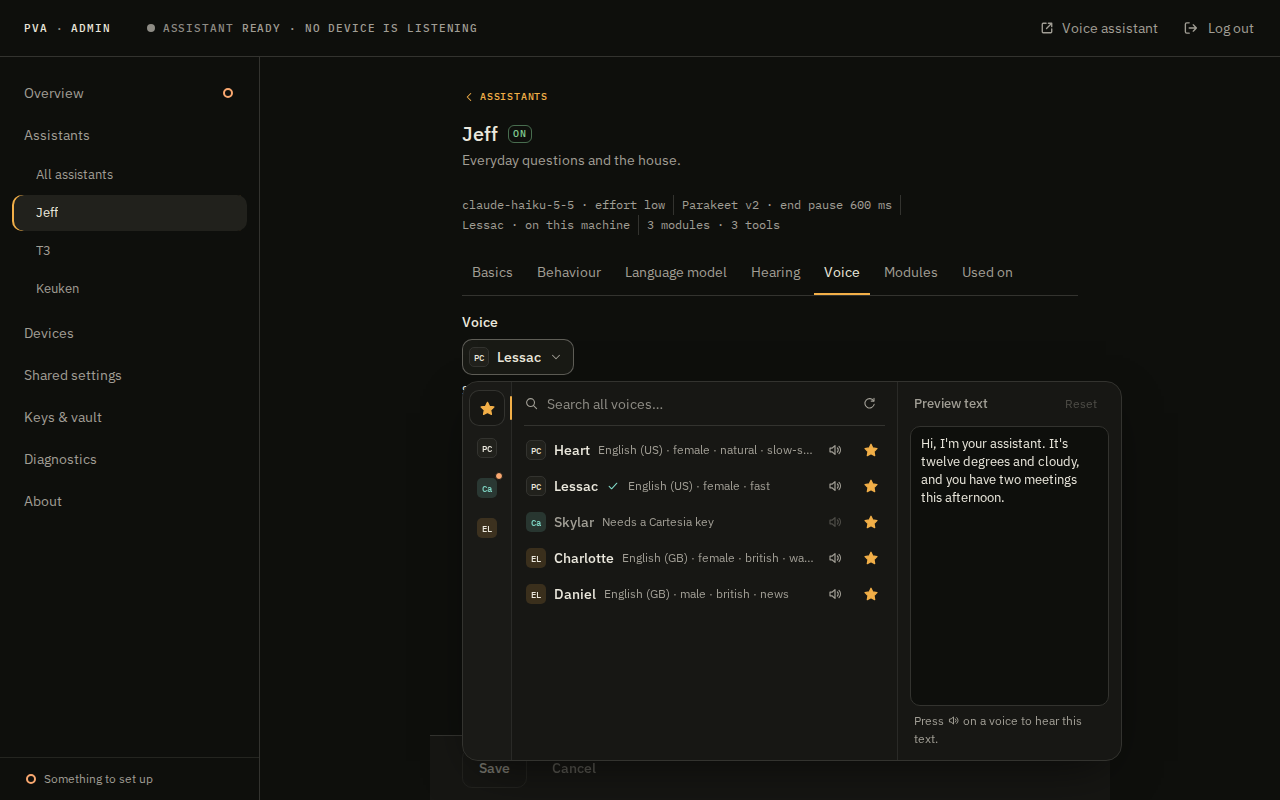 PVA · ADMIN
ASSISTANT READY · NO DEVICE IS LISTENING
Voice assistant
Log out
Overview
Assistants
All assistants
Jeff
T3
Keuken
Devices
Shared settings
Keys & vault
Diagnostics
About
Something to set up
ASSISTANTS
Jeff
ON
Everyday questions and the house.
claude-haiku-5-5 · effort low
Parakeet v2 · end pause 600 ms
Lessac · on this machine
3 modules · 3 tools
Basics
Behaviour
Language model
Hearing
Voice
Modules
Used on
Voice
PC Lessac
PC
Ca
EL
Search all voices…
PC Heart English (US) · female · natural · slow-s…
PC Lessac English (US) · female · fast
Ca Skylar Needs a Cartesia key
EL Charlotte English (GB) · female · british · wa…
EL Daniel English (GB) · male · british · news
Preview text
Reset
Hi, I'm your assistant. It's
twelve degrees and cloudy,
and you have two meetings
this afternoon.
Press on a voice to hear this
text.
Save
Cancel